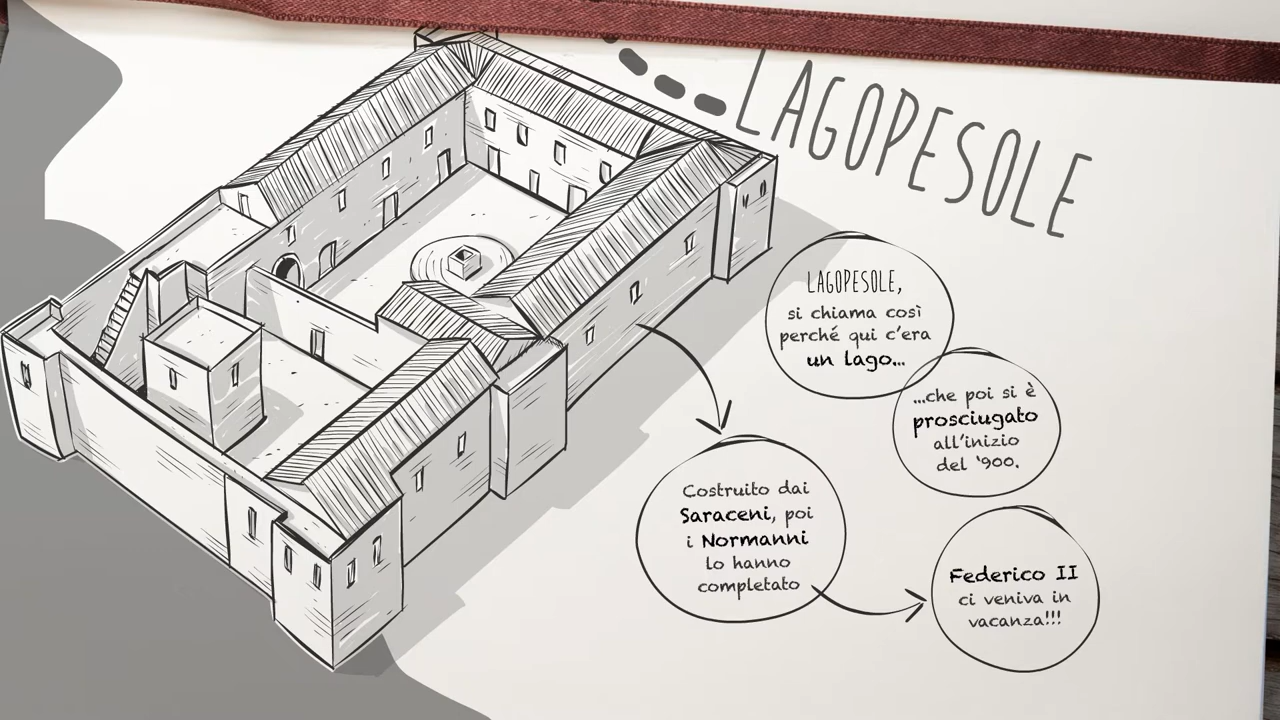 LAGOPESOLE
LAGOPESOLE,
si chiama così
perché qui c'era
un lago...
...che poi si è
prosciugato
all'inizio
del '900.
Costruito dai
Saraceni, poi
i Normanni
lo hanno
completato
Federico II
ci veniva in
vacanza!!!